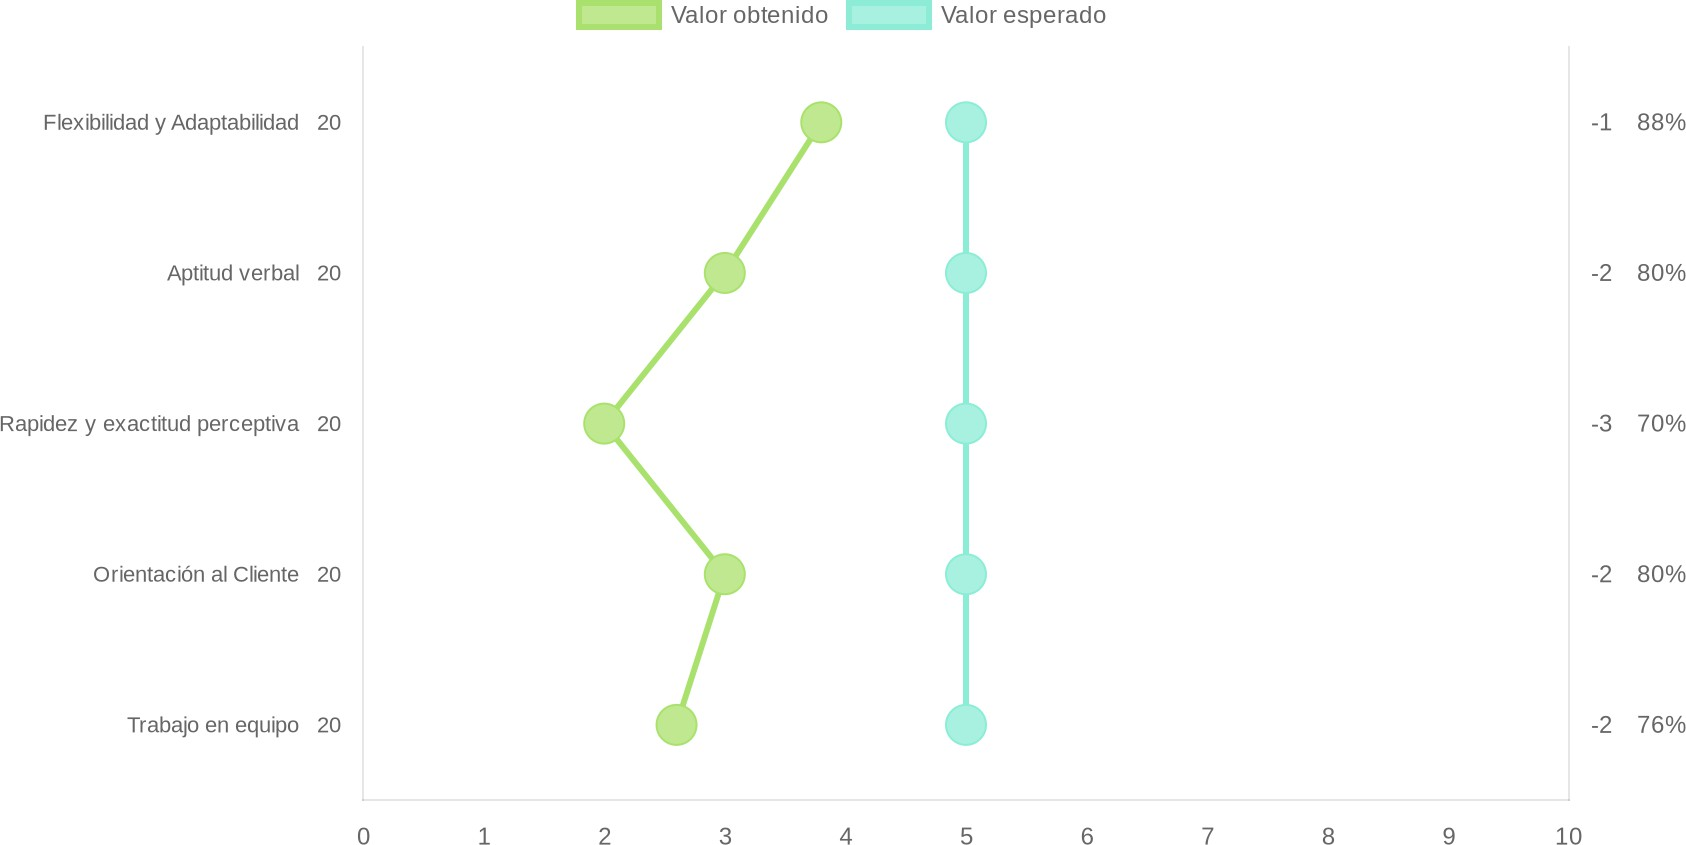 Valor obtenido Valor esperado
Flexibilidad y Adaptabilidad 20 -1 88%
Aptitud verbal 20 -2 80%
Rapidez y exactitud perceptiva 20 -3 70%
Orientación al Cliente 20 -2 80%
Trabajo en equipo 20 -2 76%
0 1 2 3 4 5 6 7 8 9 10